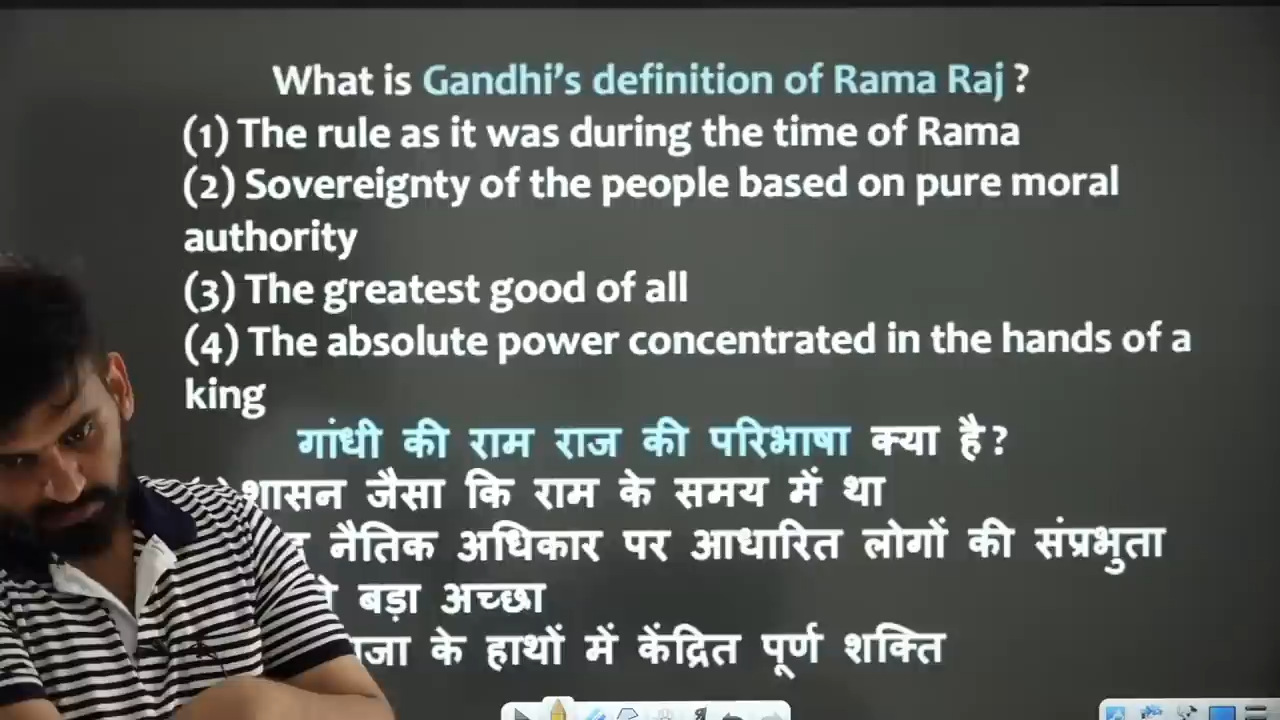 What is Gandhi's definition of Rama Raj ?
(1) The rule as it was during the time of Rama
(2) Sovereignty of the people based on pure moral
authority
(3) The greatest good of all
(4) The absolute power concentrated in the hands of a
king
गांधी की राम राज की परिभाषा क्या है?
शासन जैसा कि राम के समय में था
नैतिक अधिकार पर आधारित लोगों की संप्रभुता
बड़ा अच्छा
के हाथों में केंद्रित पूर्ण शक्ति